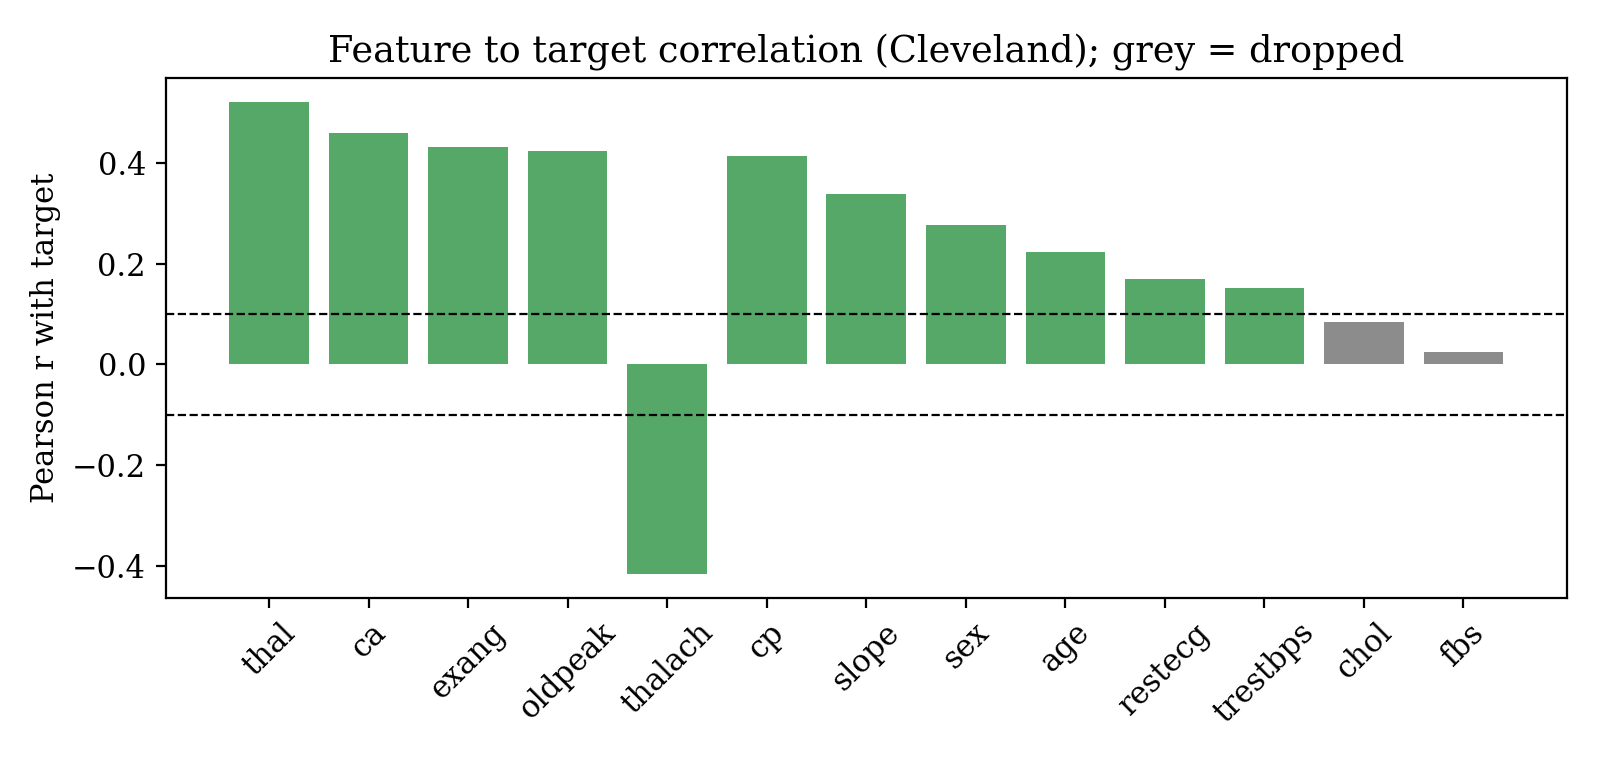 Feature to target correlation (Cleveland); grey = dropped
Pearson r with target
0.4
0.2
0.0
−0.2
−0.4
thal
ca
exang
oldpeak
thalach
cp
slope
sex
age
restecg
trestbps
chol
fbs